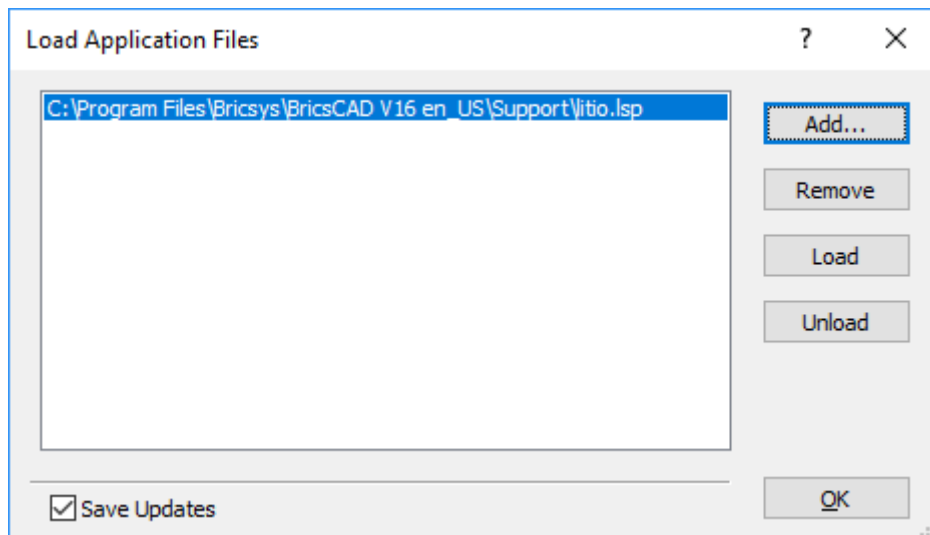 Load Application Files
?
C:\Program Files\Bricsys\BricsCAD V16 en_US\Support\litio.lsp
Add...
Remove
Load
Unload
Save Updates
OK